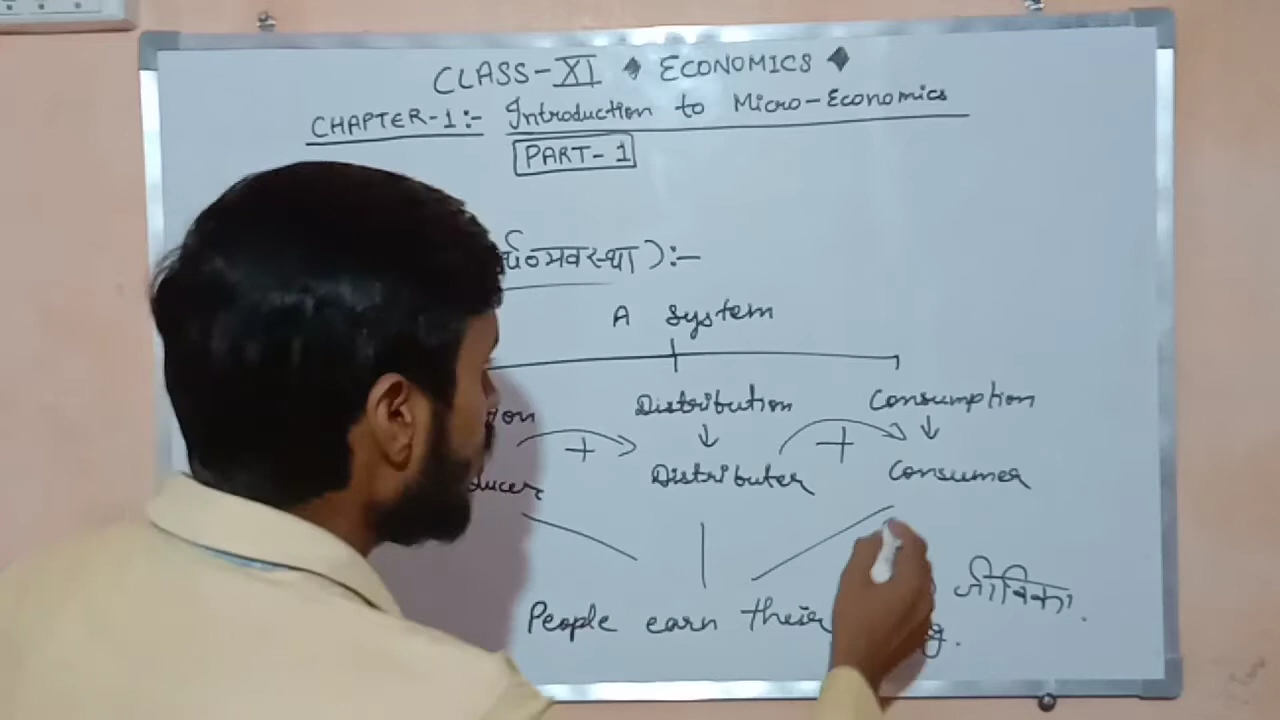 CLASS-XI ◆ ECONOMICS ◆
CHAPTER-1:- Introduction to Micro-Economics
PART-1
र्थव्यवस्था):-
A system
on Distribution Consumption
+ +
ducer Distributer Consumer
जीविका.
People earn their